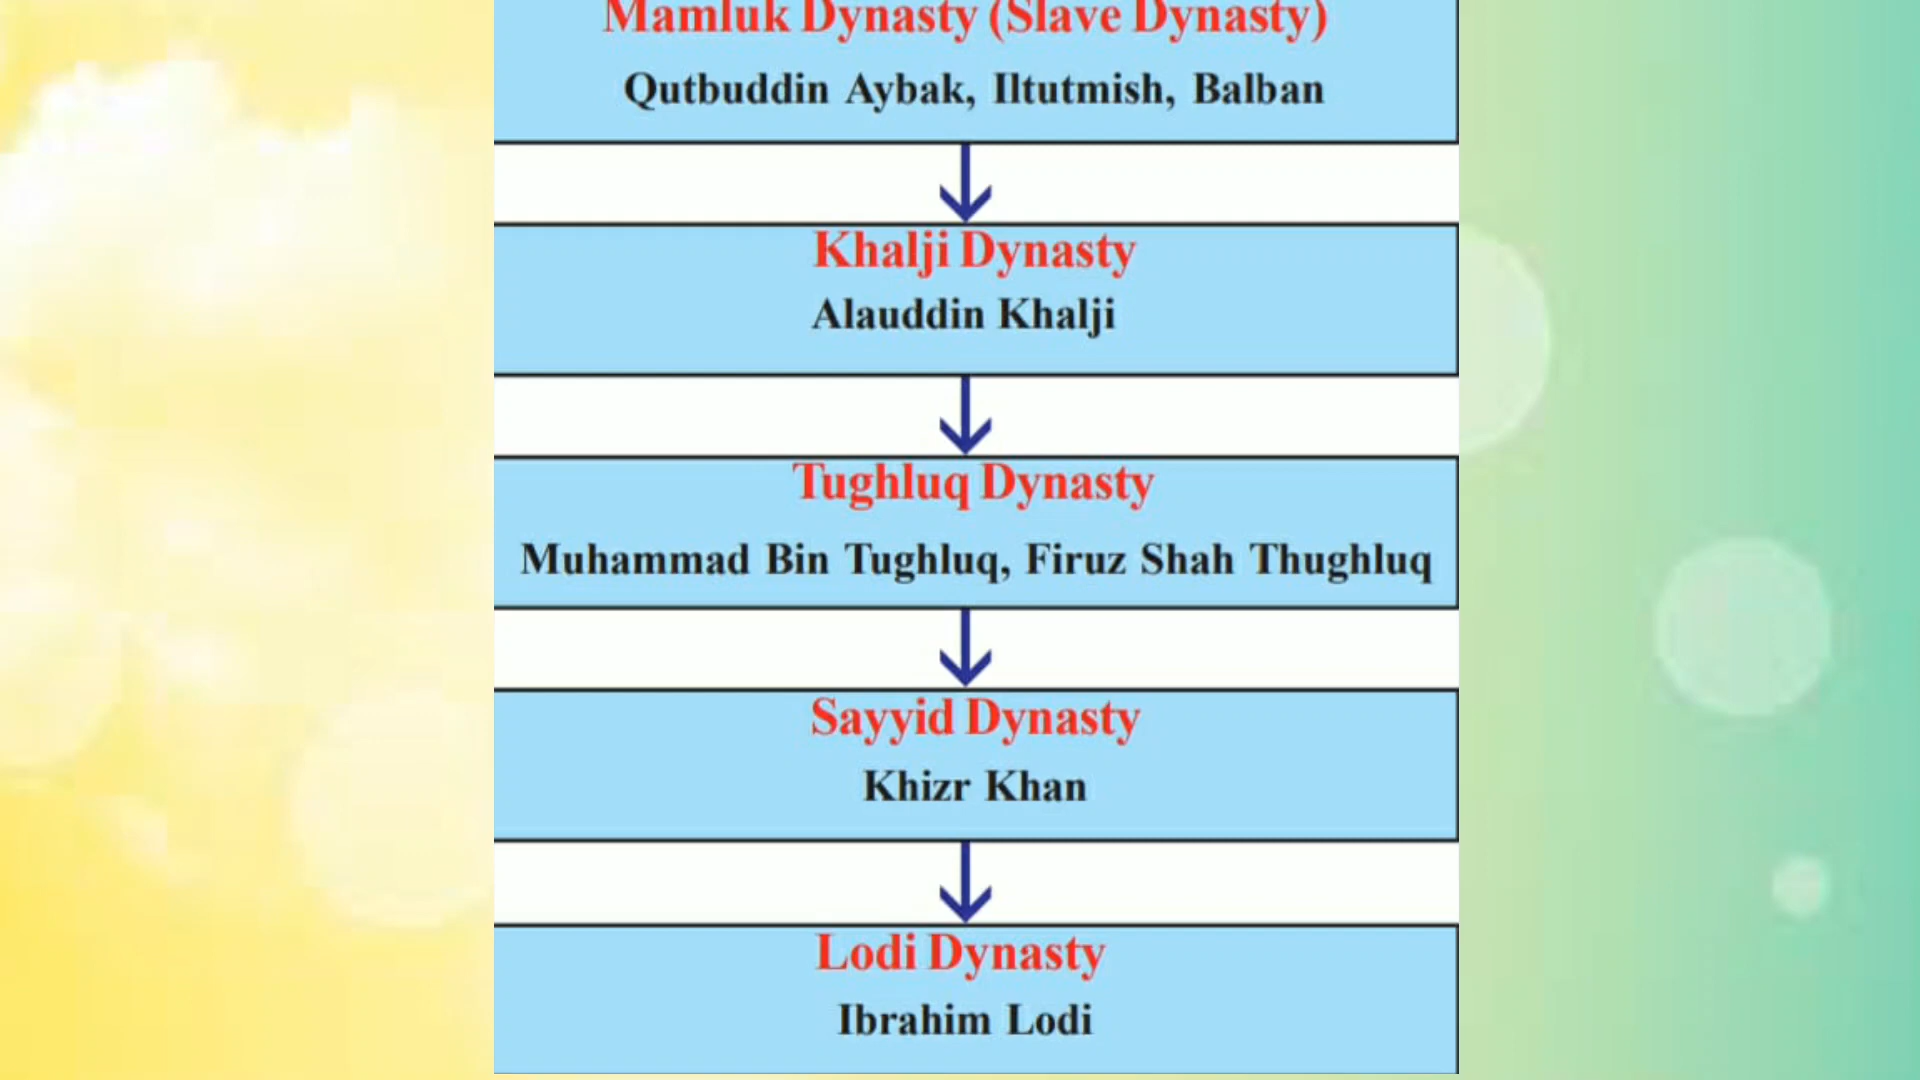 Mamluk Dynasty (Slave Dynasty)
Qutbuddin Aybak, Iltutmish, Balban
Khalji Dynasty
Alauddin Khalji
Tughluq Dynasty
Muhammad Bin Tughluq, Firuz Shah Thughluq
Sayyid Dynasty
Khizr Khan
Lodi Dynasty
Ibrahim Lodi